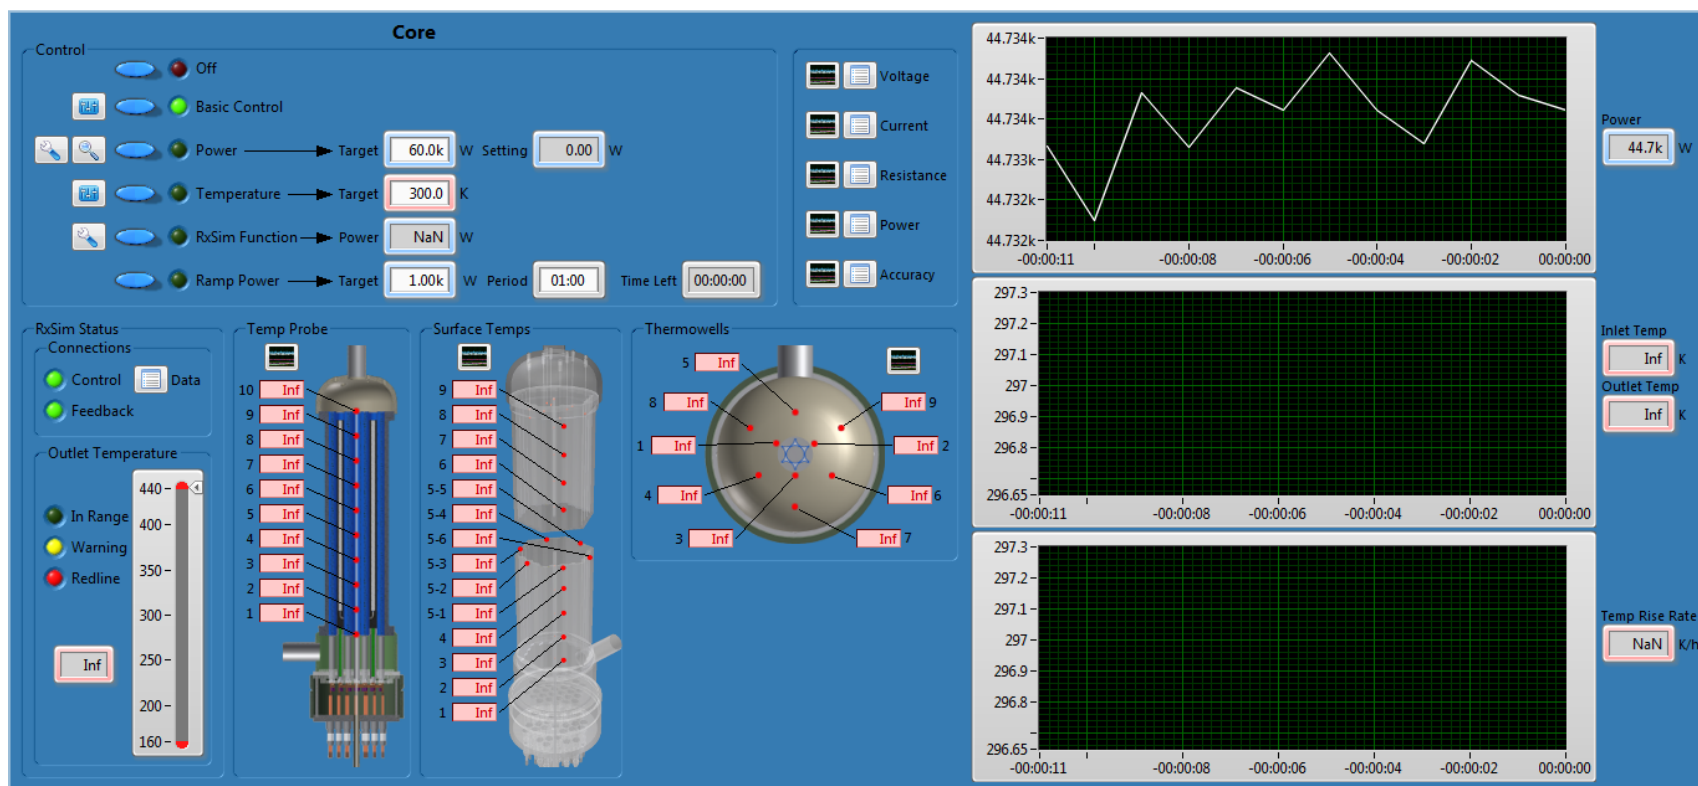 Core
Control
Off
Basic Control
Power Target 60.0k W Setting 0.00 W
Temperature Target 300.0 K
RxSim Function Power NaN W
Ramp Power Target 1.00k W Period 01:00 Time Left 00:00:00
Voltage
Current
Resistance
Power
Accuracy
RxSim Status
Connections
Control Data
Feedback
Outlet Temperature
In Range
Warning
Redline
Inf
440
400
350
300
250
200
160
Temp Probe
10 Inf
9 Inf
8 Inf
7 Inf
6 Inf
5 Inf
4 Inf
3 Inf
2 Inf
1 Inf
Surface Temps
9 Inf
8 Inf
7 Inf
6 Inf
5-5 Inf
5-4 Inf
5-6 Inf
5-3 Inf
5-2 Inf
5-1 Inf
4 Inf
3 Inf
2 Inf
1 Inf
Thermowells
5 Inf
8 Inf Inf 9
1 Inf Inf 2
4 Inf Inf 6
3 Inf Inf 7
44.734k
44.734k
44.734k
44.733k
44.732k
44.732k
-00:00:11 -00:00:08 -00:00:06 -00:00:04 -00:00:02 00:00:00
Power
44.7k W
297.3
297.2
297.1
297
296.9
296.8
296.65
-00:00:11 -00:00:08 -00:00:06 -00:00:04 -00:00:02 00:00:00
Inlet Temp
Inf K
Outlet Temp
Inf K
297.3
297.2
297.1
297
296.9
296.8
296.65
-00:00:11 -00:00:08 -00:00:06 -00:00:04 -00:00:02 00:00:00
Temp Rise Rate
NaN K/h